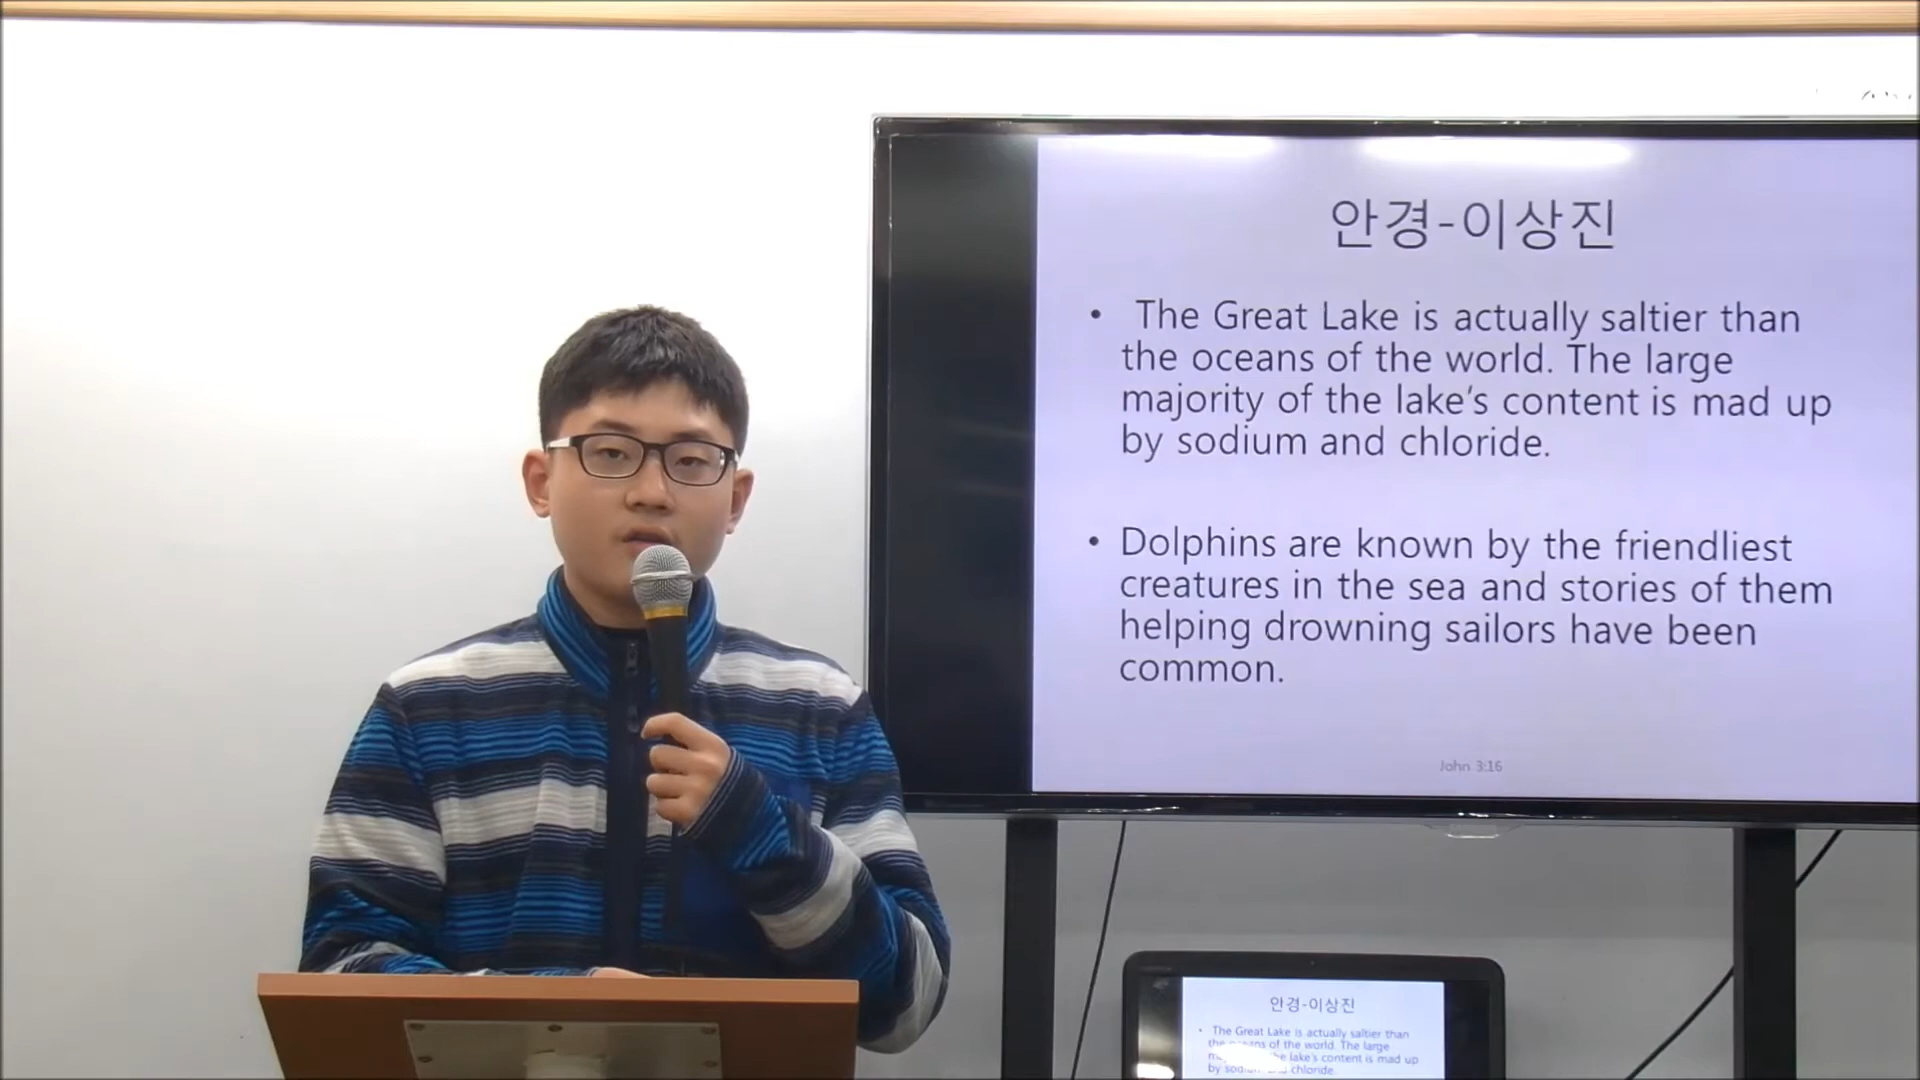 안경-이상진
• The Great Lake is actually saltier than
the oceans of the world. The large
majority of the lake's content is mad up
by sodium and chloride.
• Dolphins are known by the friendliest
creatures in the sea and stories of them
helping drowning sailors have been
common.
John 3:16
안경-이상진
• The Great Lake is actually saltier than
the oceans of the world. The large
the lake's content is mad up
by chloride.